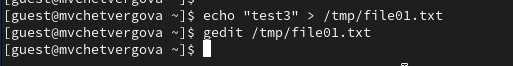 [guest@mvchetvergova ~]$ echo "test3" > /tmp/file01.txt
[guest@mvchetvergova ~]$ gedit /tmp/file01.txt
[guest@mvchetvergova ~]$